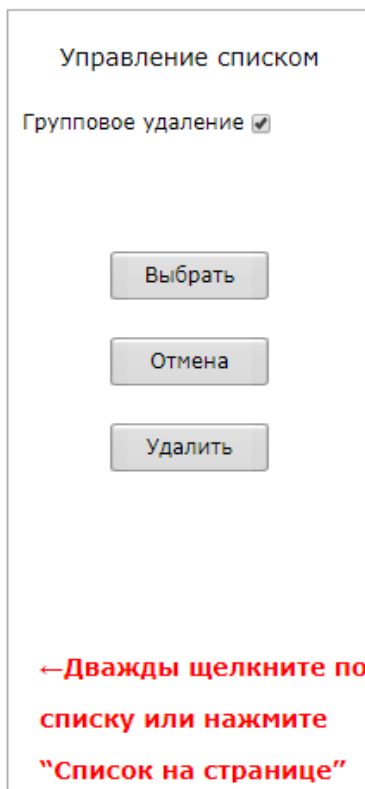 Управление списком
Групповое удаление
Выбрать
Отмена
Удалить
←Дважды щелкните по
списку или нажмите
“Список на странице”